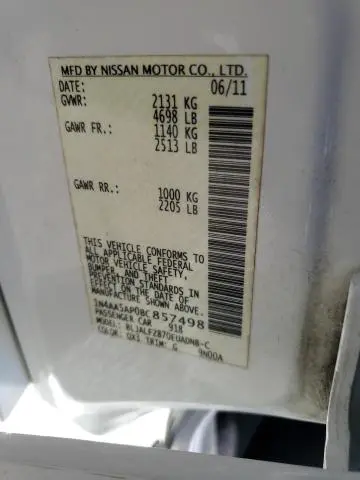 MFD BY NISSAN MOTOR CO., LTD.
DATE: 06/11
GVWR: 2131 KG
4698 LB
GAWR FR.: 1140 KG
2513 LB
GAWR RR.: 1000 KG
2205 LB
THIS VEHICLE CONFORMS TO
ALL APPLICABLE FEDERAL
MOTOR VEHICLE SAFETY,
BUMPER, AND THEFT
PREVENTION STANDARDS IN
EFFECT ON THE DATE OF
MANUFACTURE SHOWN ABOVE.
1N4AA5AP0BC857498
PASSENGER CAR 918
MODEL: BLJALFZ870EUADNB-C
COLOR: QX3 TRIM: G 9N00A